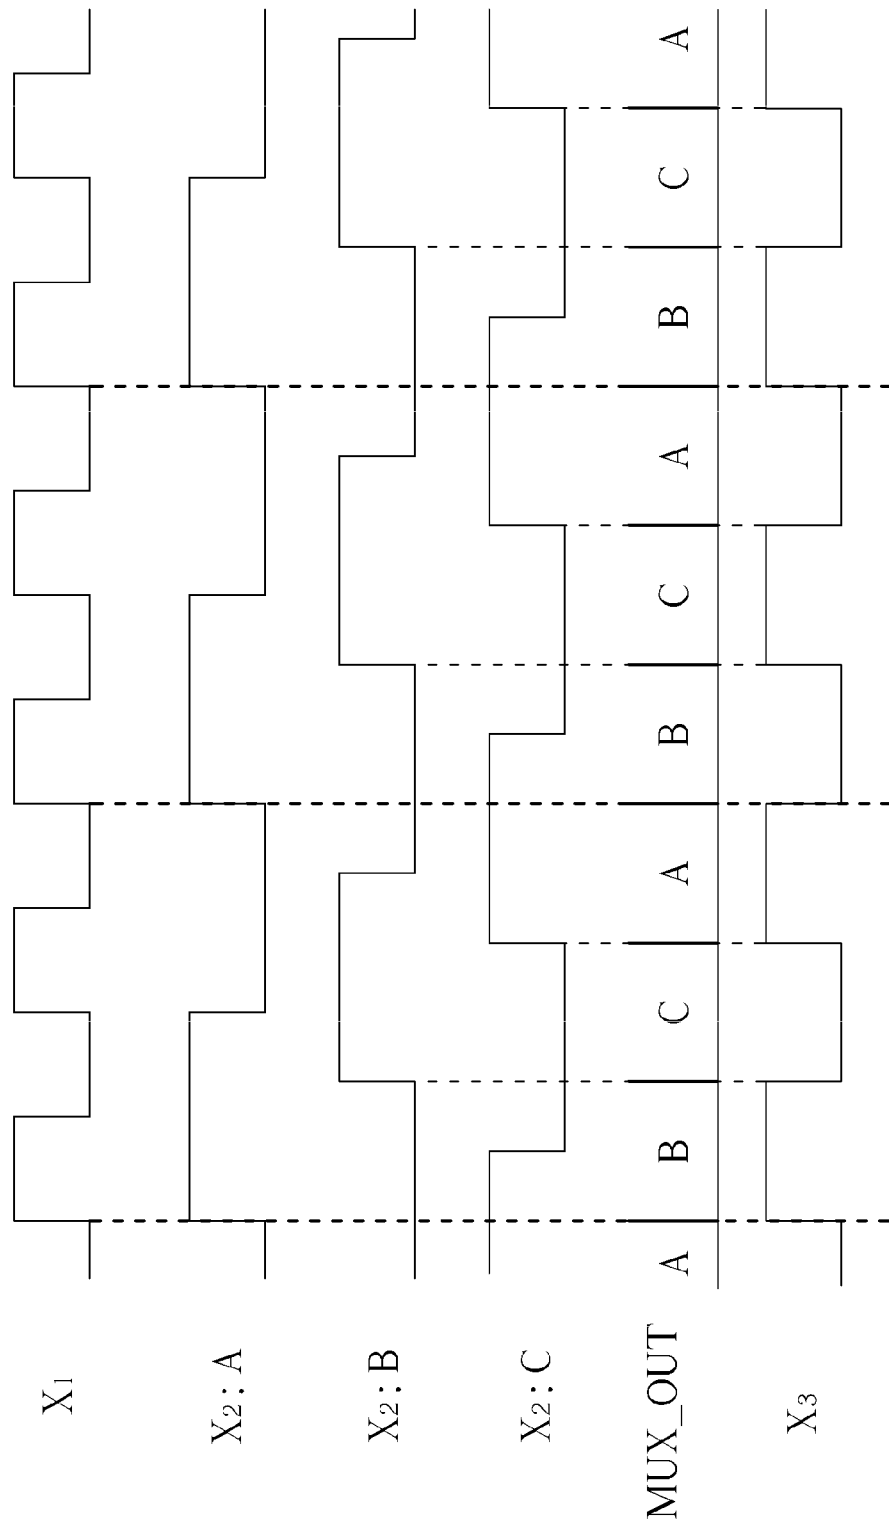 X₁
X₂: A
X₂: B
X₂: C
MUX_OUT A B C A B C A B C A
X₃